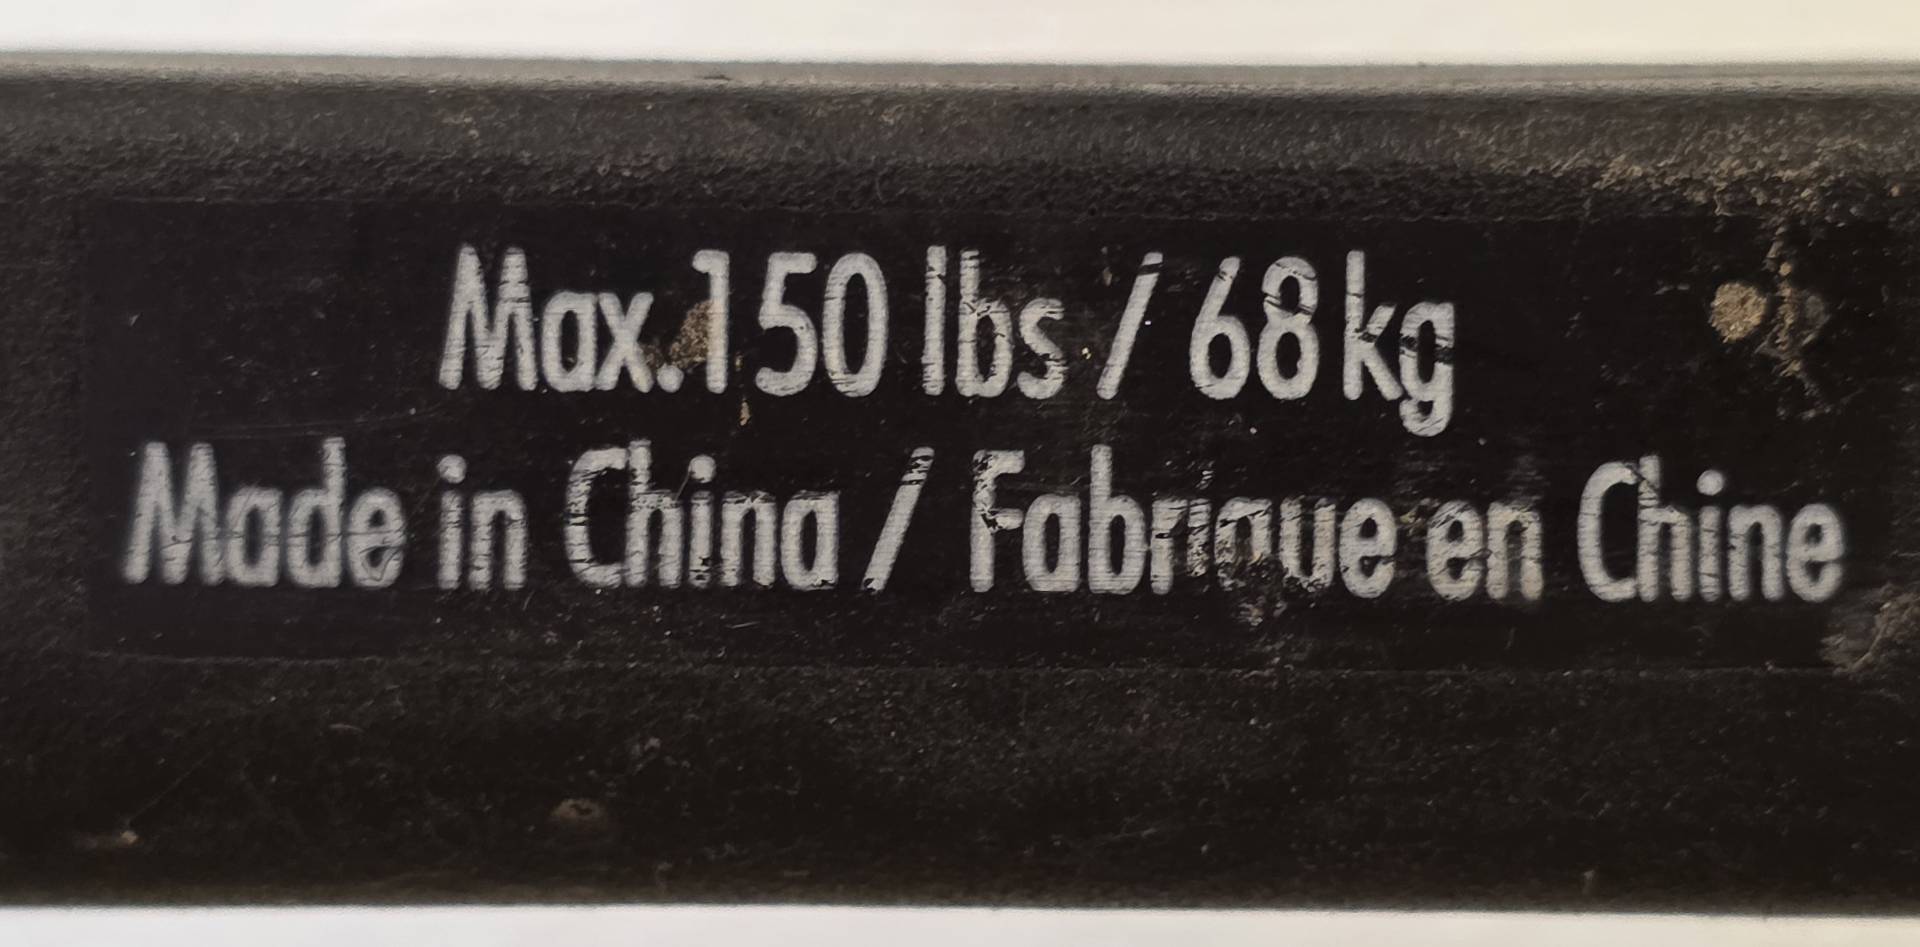 Max.150 lbs / 68 kg
Made in China / Fabrique en Chine